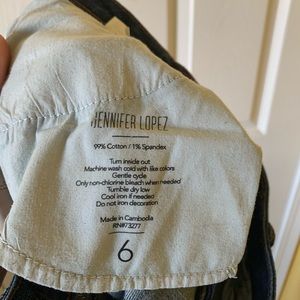 JENNIFER LOPEZ
99% Cotton / 1% Spandex
Turn inside out
Machine wash cold with like colors
Gentle cycle
Only non-chlorine bleach when needed
Tumble dry low
Cool iron if needed
Do not iron decoration
Made in Cambodia
RN#73277
6